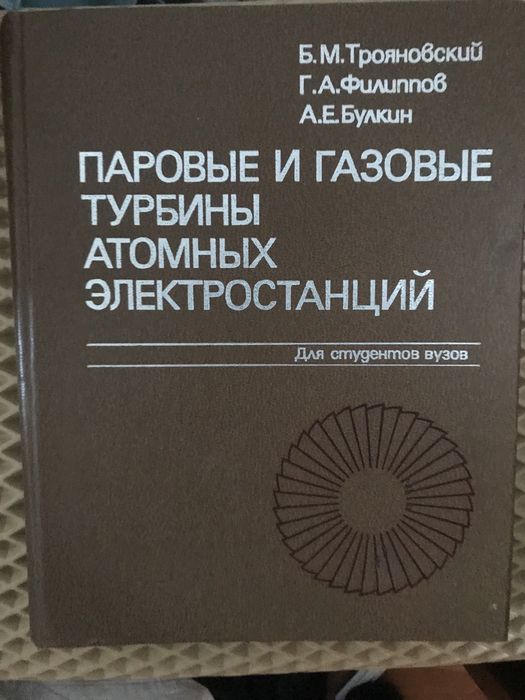 Б.М.Трояновский
Г.А.Филиппов
А.Е.Булкин
ПАРОВЫЕ И ГАЗОВЫЕ
ТУРБИНЫ
АТОМНЫХ
ЭЛЕКТРОСТАНЦИЙ
Для студентов вузов